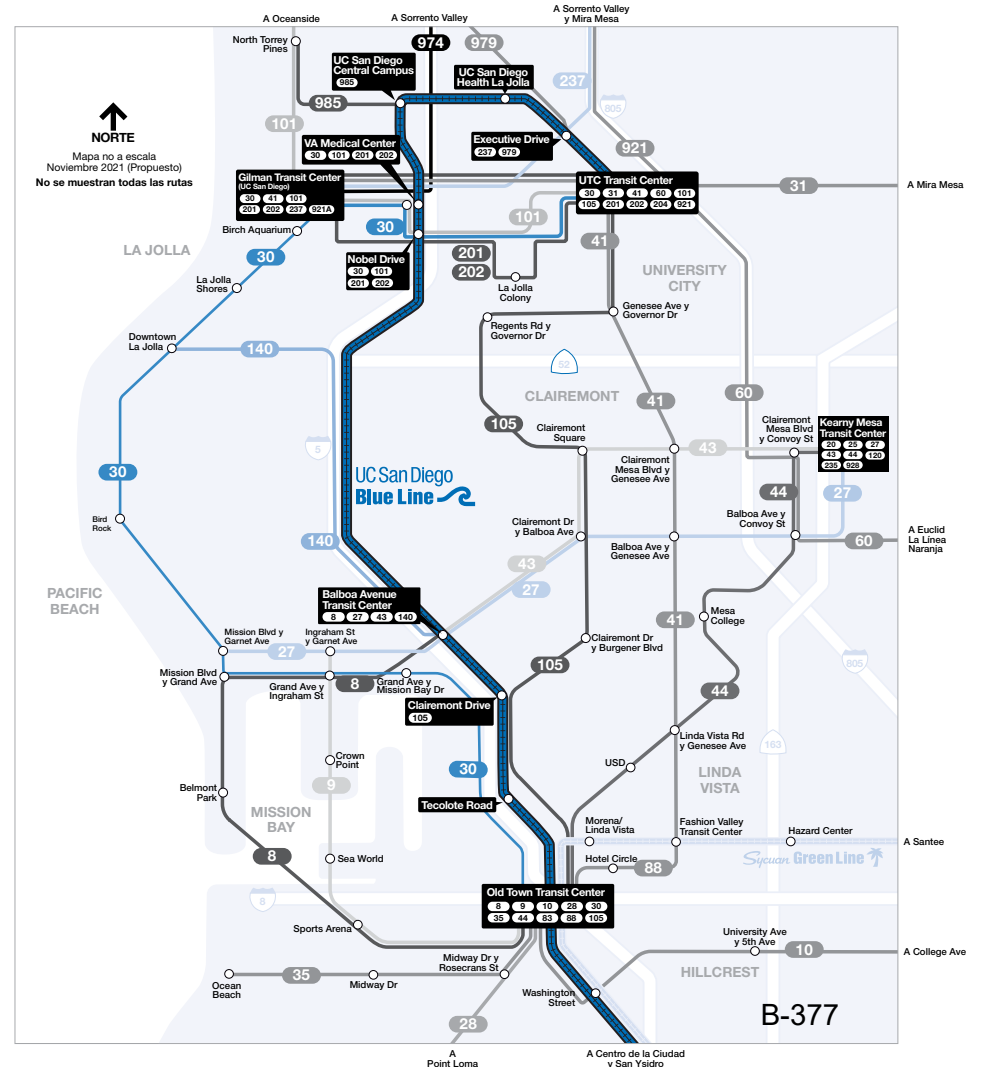 A Oceanside
A Sorrento Valley
A Sorrento Valley
y Mira Mesa
North Torrey
Pines
974
979
237
805
UC San Diego
Central Campus
985
UC San Diego
Health La Jolla
985
101
NORTE
Mapa no a escala
Noviembre 2021 (Propuesto)
No se muestran todas las rutas
VA Medical Center
30 101 201 202
Executive Drive
237 979
921
Gilman Transit Center
(UC San Diego)
30 41 101
201 202 237 921A
UTC Transit Center
30 31 41 60 101
105 201 202 204 921
31
A Mira Mesa
Birch Aquarium
30
101
41
LA JOLLA
30
Nobel Drive
30 101
201 202
201
202
La Jolla
Colony
UNIVERSITY
CITY
La Jolla
Shores
Genesee Ave y
Governor Dr
Regents Rd y
Governor Dr
Downtown
La Jolla
140
52
CLAIREMONT
41
60
105
Clairemont
Square
Clairemont
Mesa Blvd
y Convoy St
Kearny Mesa
Transit Center
20 25 27
43 44 120
235 928
5
43
Clairemont
Mesa Blvd y
Genesee Ave
30
UC San Diego
Blue Line
44
27
Bird
Rock
Clairemont Dr
y Balboa Ave
Balboa Ave y
Convoy St
140
Balboa Ave y
Genesee Ave
60
A Euclid
La Línea
Naranja
43
27
PACIFIC
BEACH
Balboa Avenue
Transit Center
8 27 43 140
41
Mesa
College
Mission Blvd y
Garnet Ave
Ingraham St
y Garnet Ave
27
Clairemont Dr
y Burgener Blvd
805
Mission Blvd
y Grand Ave
Grand Ave y
Ingraham St
8
Grand Ave y
Mission Bay Dr
105
44
Clairemont Drive
105
Linda Vista Rd
y Genesee Ave
163
Crown
Point
30
USD
LINDA
VISTA
9
Belmont
Park
Tecolote Road
MISSION
BAY
Morena/
Linda Vista
Fashion Valley
Transit Center
Hazard Center
A Santee
8
Sea World
Hotel Circle
88
Sycuan Green Line
Old Town Transit Center
8 9 10 28 30
35 44 83 88 105
8
Sports Arena
University Ave
y 5th Ave
10
A College Ave
Midway Dr y
Rosecrans St
HILLCREST
35
Ocean
Beach
Midway Dr
Washington
Street
28
B-377
A
Point Loma
A Centro de la Ciudad
y San Ysidro